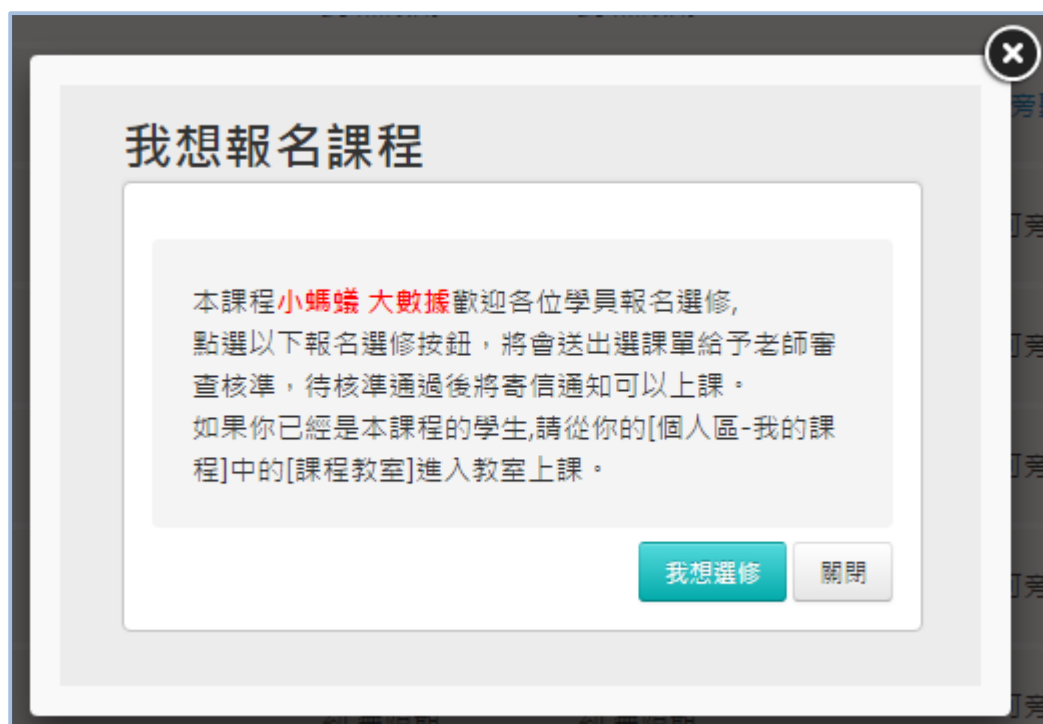 我想報名課程
本課程小螞蟻 大數據歡迎各位學員報名選修,
點選以下報名選修按鈕，將會送出選課單給予老師審
查核準，待核準通過後將寄信通知可以上課。
如果你已經是本課程的學生,請從你的[個人區-我的課
程]中的[課程教室]進入教室上課。
我想選修
關閉